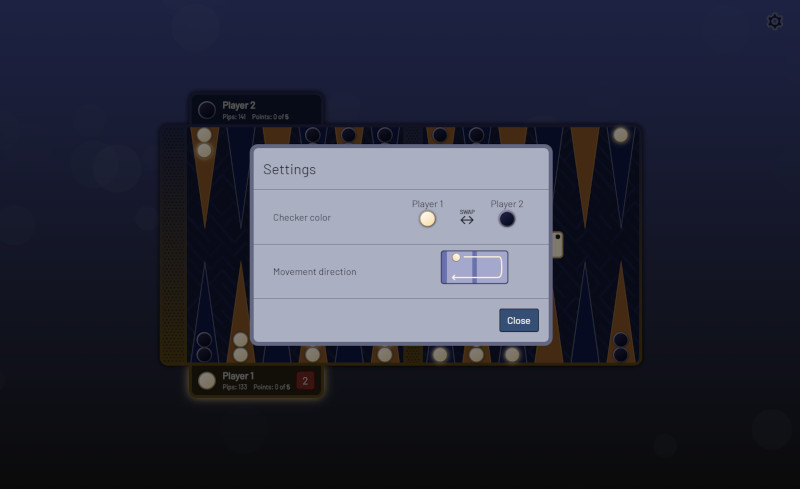 Player 2
Pips: 141 Points: 0 of 5
Settings
Player 1 Player 2
SWAP
Checker color
Movement direction
Close
Player 1
Pips: 133 Points: 0 of 5
2